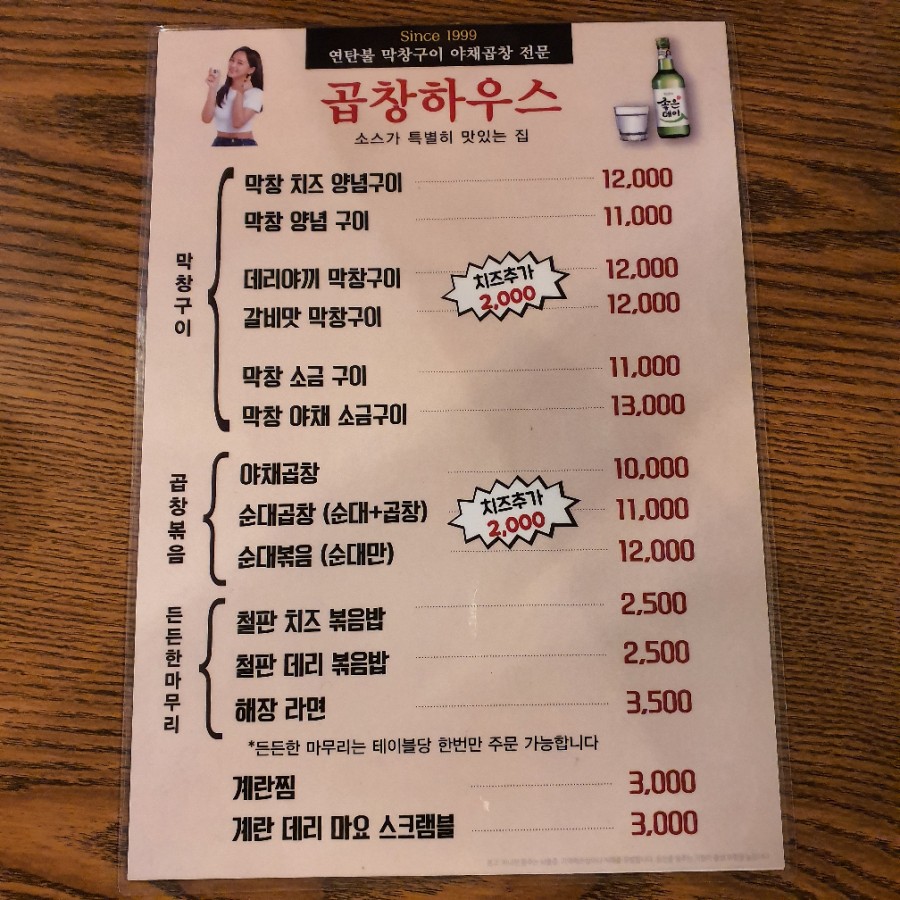 Since 1999
연탄불 막창구이 야채곱창 전문
곱창하우스
소스가 특별히 맛있는 집
좋은데이
막창구이
막창 치즈 양념구이 12,000
막창 양념 구이 11,000
데리야끼 막창구이 12,000
갈비맛 막창구이 12,000
치즈추가
2,000
막창 소금 구이 11,000
막창 야채 소금구이 13,000
곱창볶음
야채곱창 10,000
순대곱창 (순대+곱창) 11,000
순대볶음 (순대만) 12,000
치즈추가
2,000
든든한마무리
철판 치즈 볶음밥 2,500
철판 데리 볶음밥 2,500
해장 라면 3,500
*든든한 마무리는 테이블당 한번만 주문 가능합니다
계란찜 3,000
계란 데리 마요 스크램블 3,000